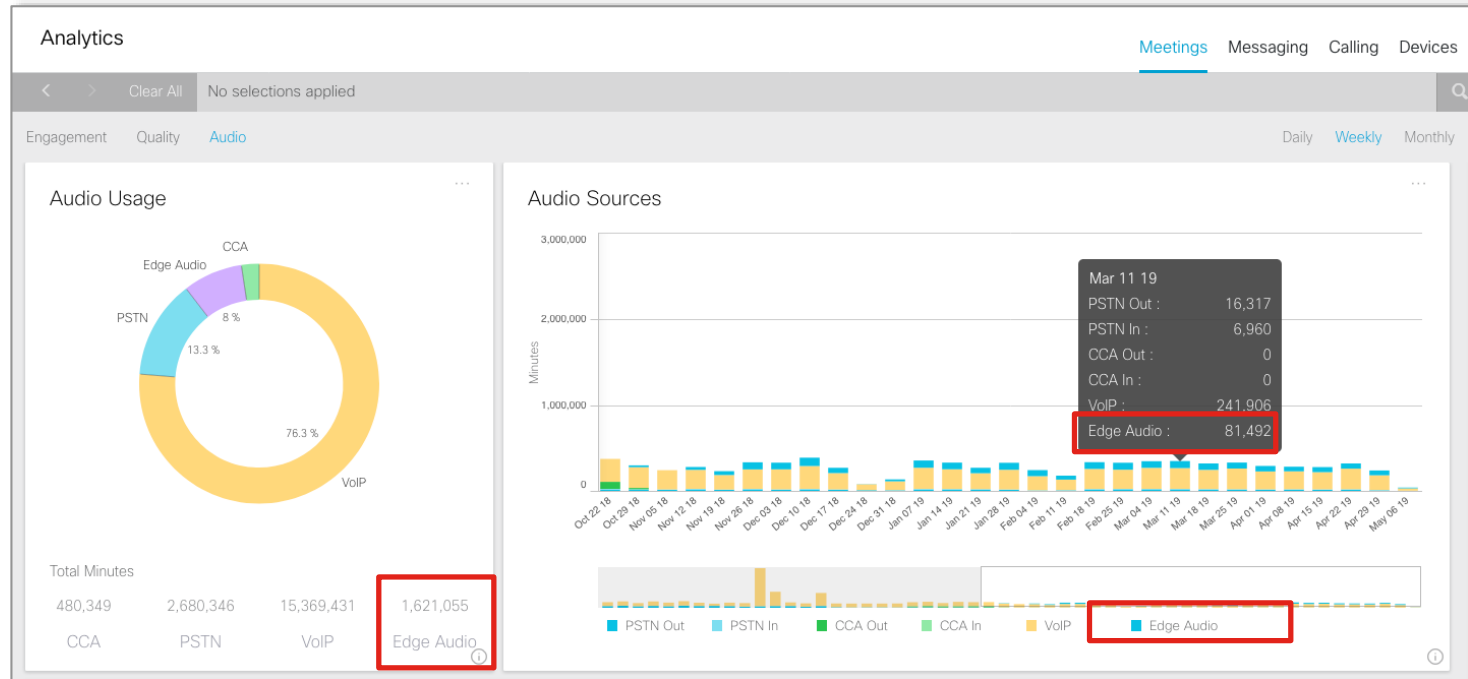 Analytics
Meetings Messaging Calling Devices
Clear All No selections applied
Engagement Quality Audio
Daily Weekly Monthly
Audio Usage
CCA
Edge Audio
PSTN
8 %
13.3 %
76.3 %
VoIP
Total Minutes
480,349 2,680,346 15,369,431 1,621,055
CCA PSTN VoIP Edge Audio
Audio Sources
3,000,000
2,000,000
1,000,000
0
Minutes
Mar 11 19
PSTN Out : 16,317
PSTN In : 6,960
CCA Out : 0
CCA In : 0
VoIP : 241,906
Edge Audio : 81,492
Oct 22 18 Oct 29 18 Nov 05 18 Nov 12 18 Nov 19 18 Nov 26 18 Dec 03 18 Dec 10 18 Dec 17 18 Dec 24 18 Dec 31 18 Jan 07 19 Jan 14 19 Jan 21 19 Jan 28 19 Feb 04 19 Feb 11 19 Feb 18 19 Feb 25 19 Mar 04 19 Mar 11 19 Mar 18 19 Mar 25 19 Apr 01 19 Apr 08 19 Apr 15 19 Apr 22 19 Apr 29 19 May 06 19
PSTN Out PSTN In CCA Out CCA In VoIP Edge Audio